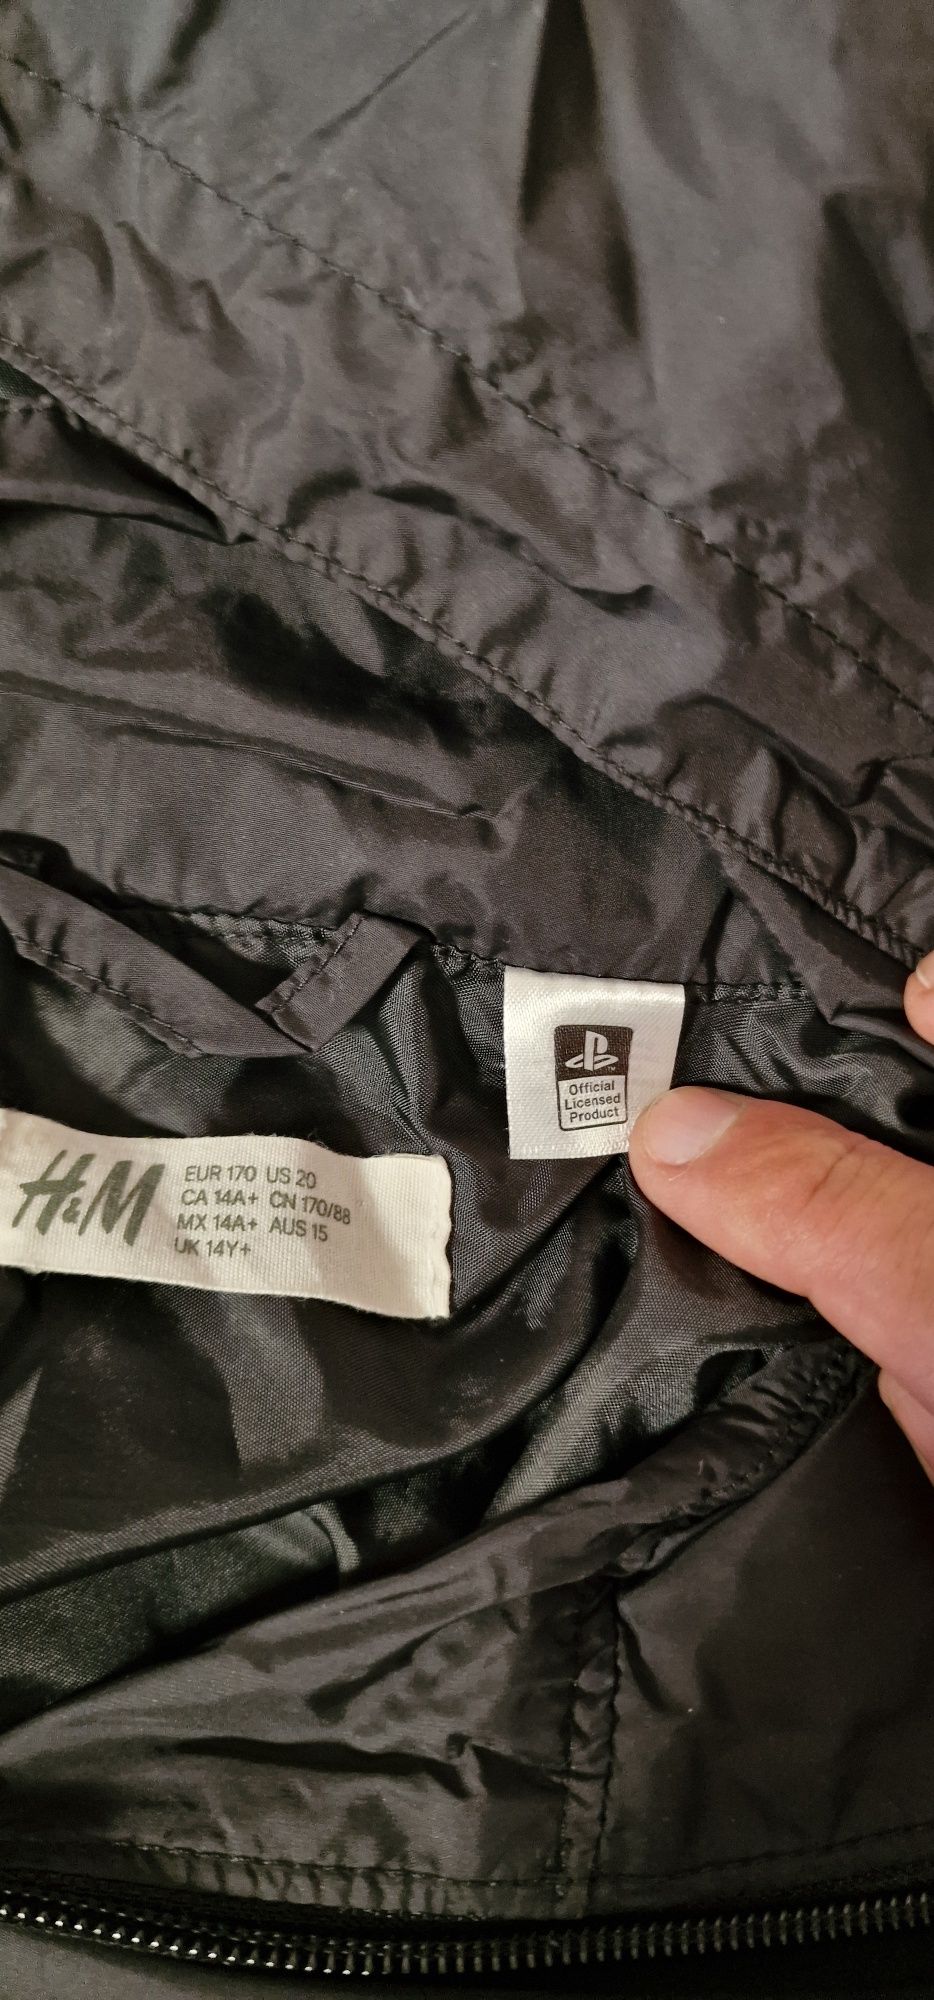 Official
Licensed
Product
H&M
EUR 170 US 20
CA 14A+ CN 170/88
MX 14A+ AUS 15
UK 14Y+